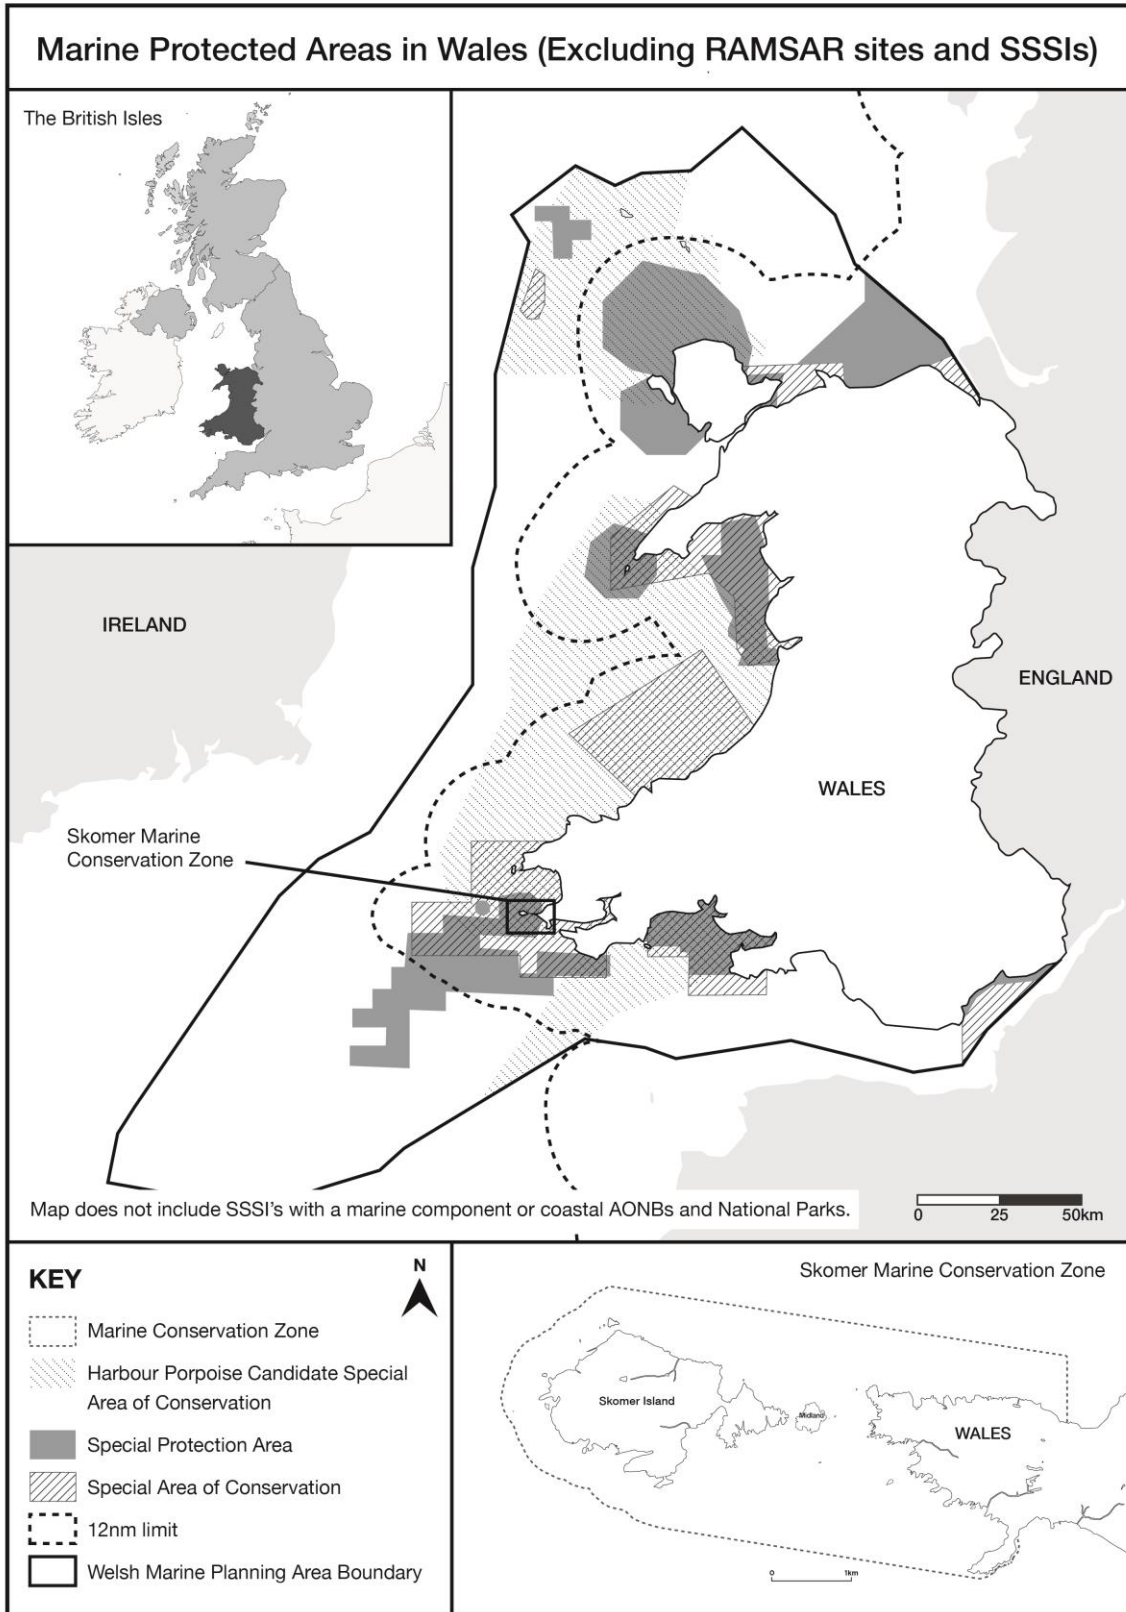 Marine Protected Areas in Wales (Excluding RAMSAR sites and SSSIs)
The British Isles
IRELAND
ENGLAND
WALES
Skomer Marine
Conservation Zone
Map does not include SSSI's with a marine component or coastal AONBs and National Parks.
0 25 50km
KEY
N
Marine Conservation Zone
Harbour Porpoise Candidate Special
Area of Conservation
Special Protection Area
Special Area of Conservation
12nm limit
Welsh Marine Planning Area Boundary
Skomer Marine Conservation Zone
Skomer Island
Midland
WALES
0 1km